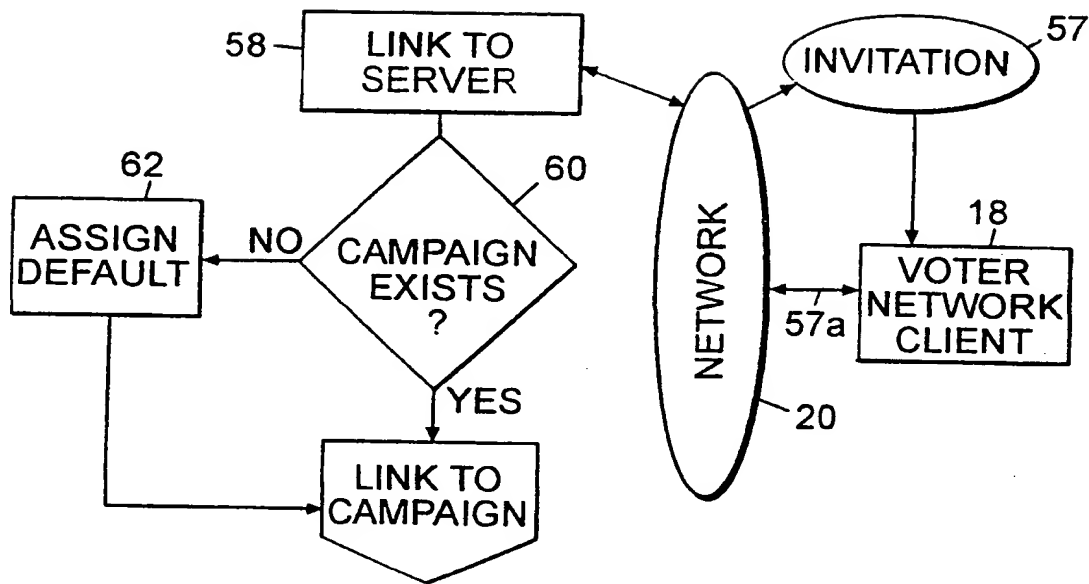 58
LINK TO
SERVER
57
INVITATION
62
ASSIGN
DEFAULT
NO
60
CAMPAIGN
EXISTS
?
YES
LINK TO
CAMPAIGN
NETWORK
20
57a
18
VOTER
NETWORK
CLIENT